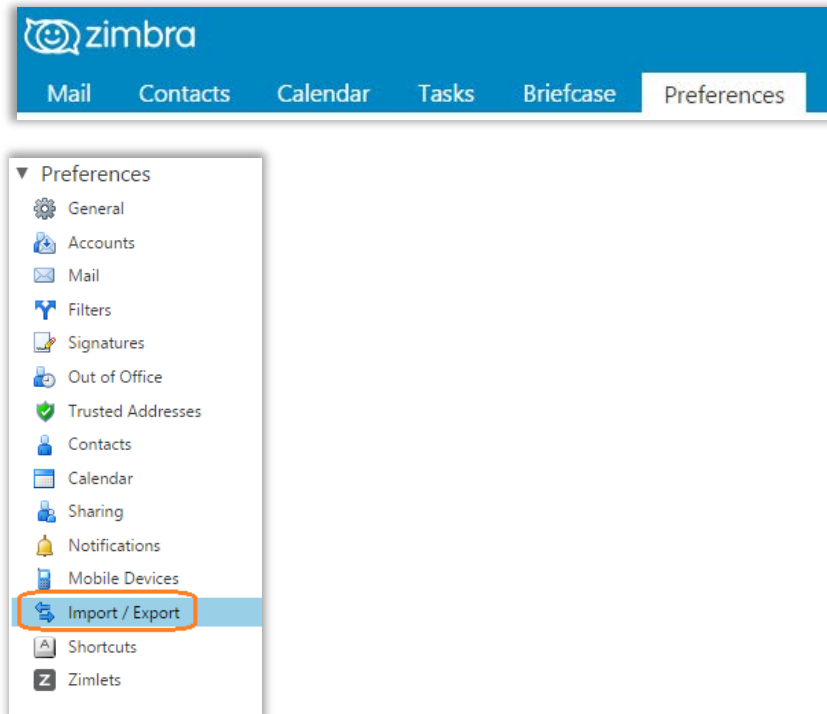 zimbra
Mail Contacts Calendar Tasks Briefcase Preferences
Preferences
General
Accounts
Mail
Filters
Signatures
Out of Office
Trusted Addresses
Contacts
Calendar
Sharing
Notifications
Mobile Devices
Import / Export
A Shortcuts
Z Zimlets